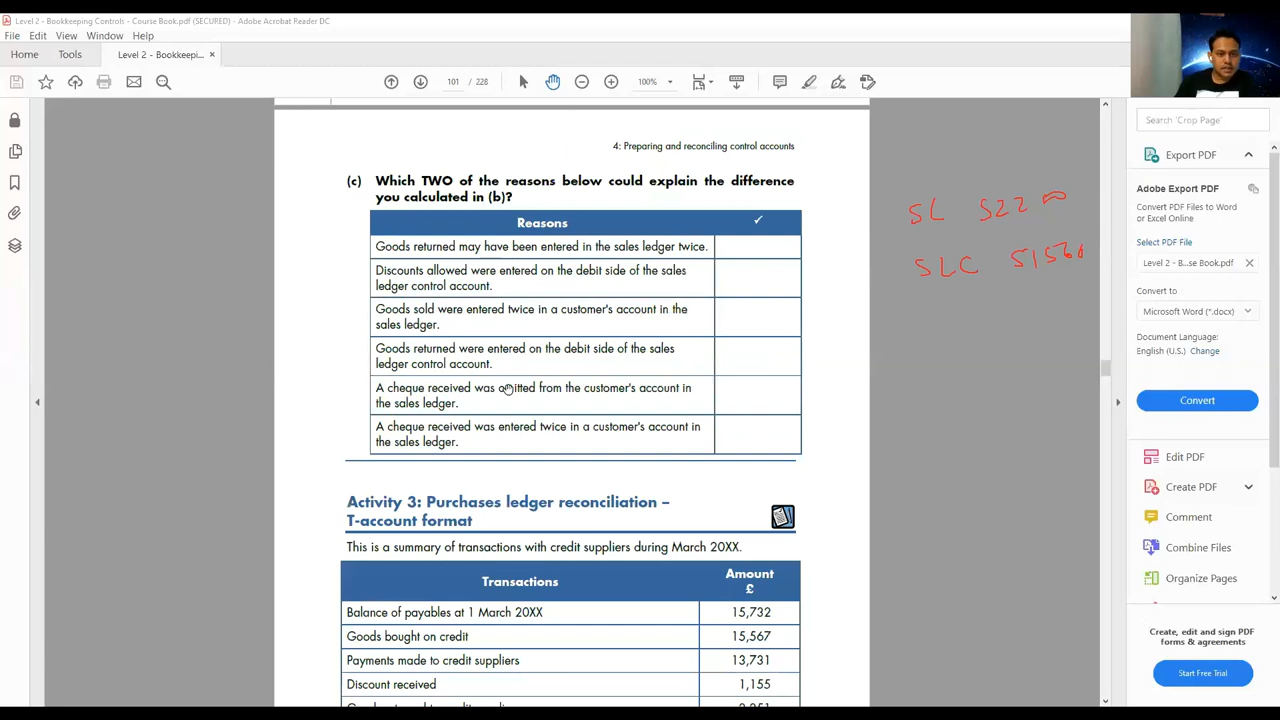 Level 2 - Bookkeeping Controls - Course Book.pdf (SECURED) - Adobe Acrobat Reader DC
File Edit View Window Help
Home Tools Level 2 - Bookkeepi... ×
101 / 228 100%
4: Preparing and reconciling control accounts
(c) Which TWO of the reasons below could explain the difference
you calculated in (b)?
Reasons ✓
Goods returned may have been entered in the sales ledger twice.
Discounts allowed were entered on the debit side of the sales
ledger control account.
Goods sold were entered twice in a customer's account in the
sales ledger.
Goods returned were entered on the debit side of the sales
ledger control account.
A cheque received was omitted from the customer's account in
the sales ledger.
A cheque received was entered twice in a customer's account in
the sales ledger.
Activity 3: Purchases ledger reconciliation –
T-account format
This is a summary of transactions with credit suppliers during March 20XX.
Transactions Amount
£
Balance of payables at 1 March 20XX 15,732
Goods bought on credit 15,567
Payments made to credit suppliers 13,731
Discount received 1,155
SL 52200
SLC 51560
Search 'Crop Page'
Export PDF
Adobe Export PDF
Convert PDF Files to Word
or Excel Online
Select PDF File
Level 2 - B...se Book.pdf
Convert to
Microsoft Word (*.docx)
Document Language:
English (U.S.) Change
Convert
Edit PDF
Create PDF
Comment
Combine Files
Organize Pages
Create, edit and sign PDF
forms & agreements
Start Free Trial